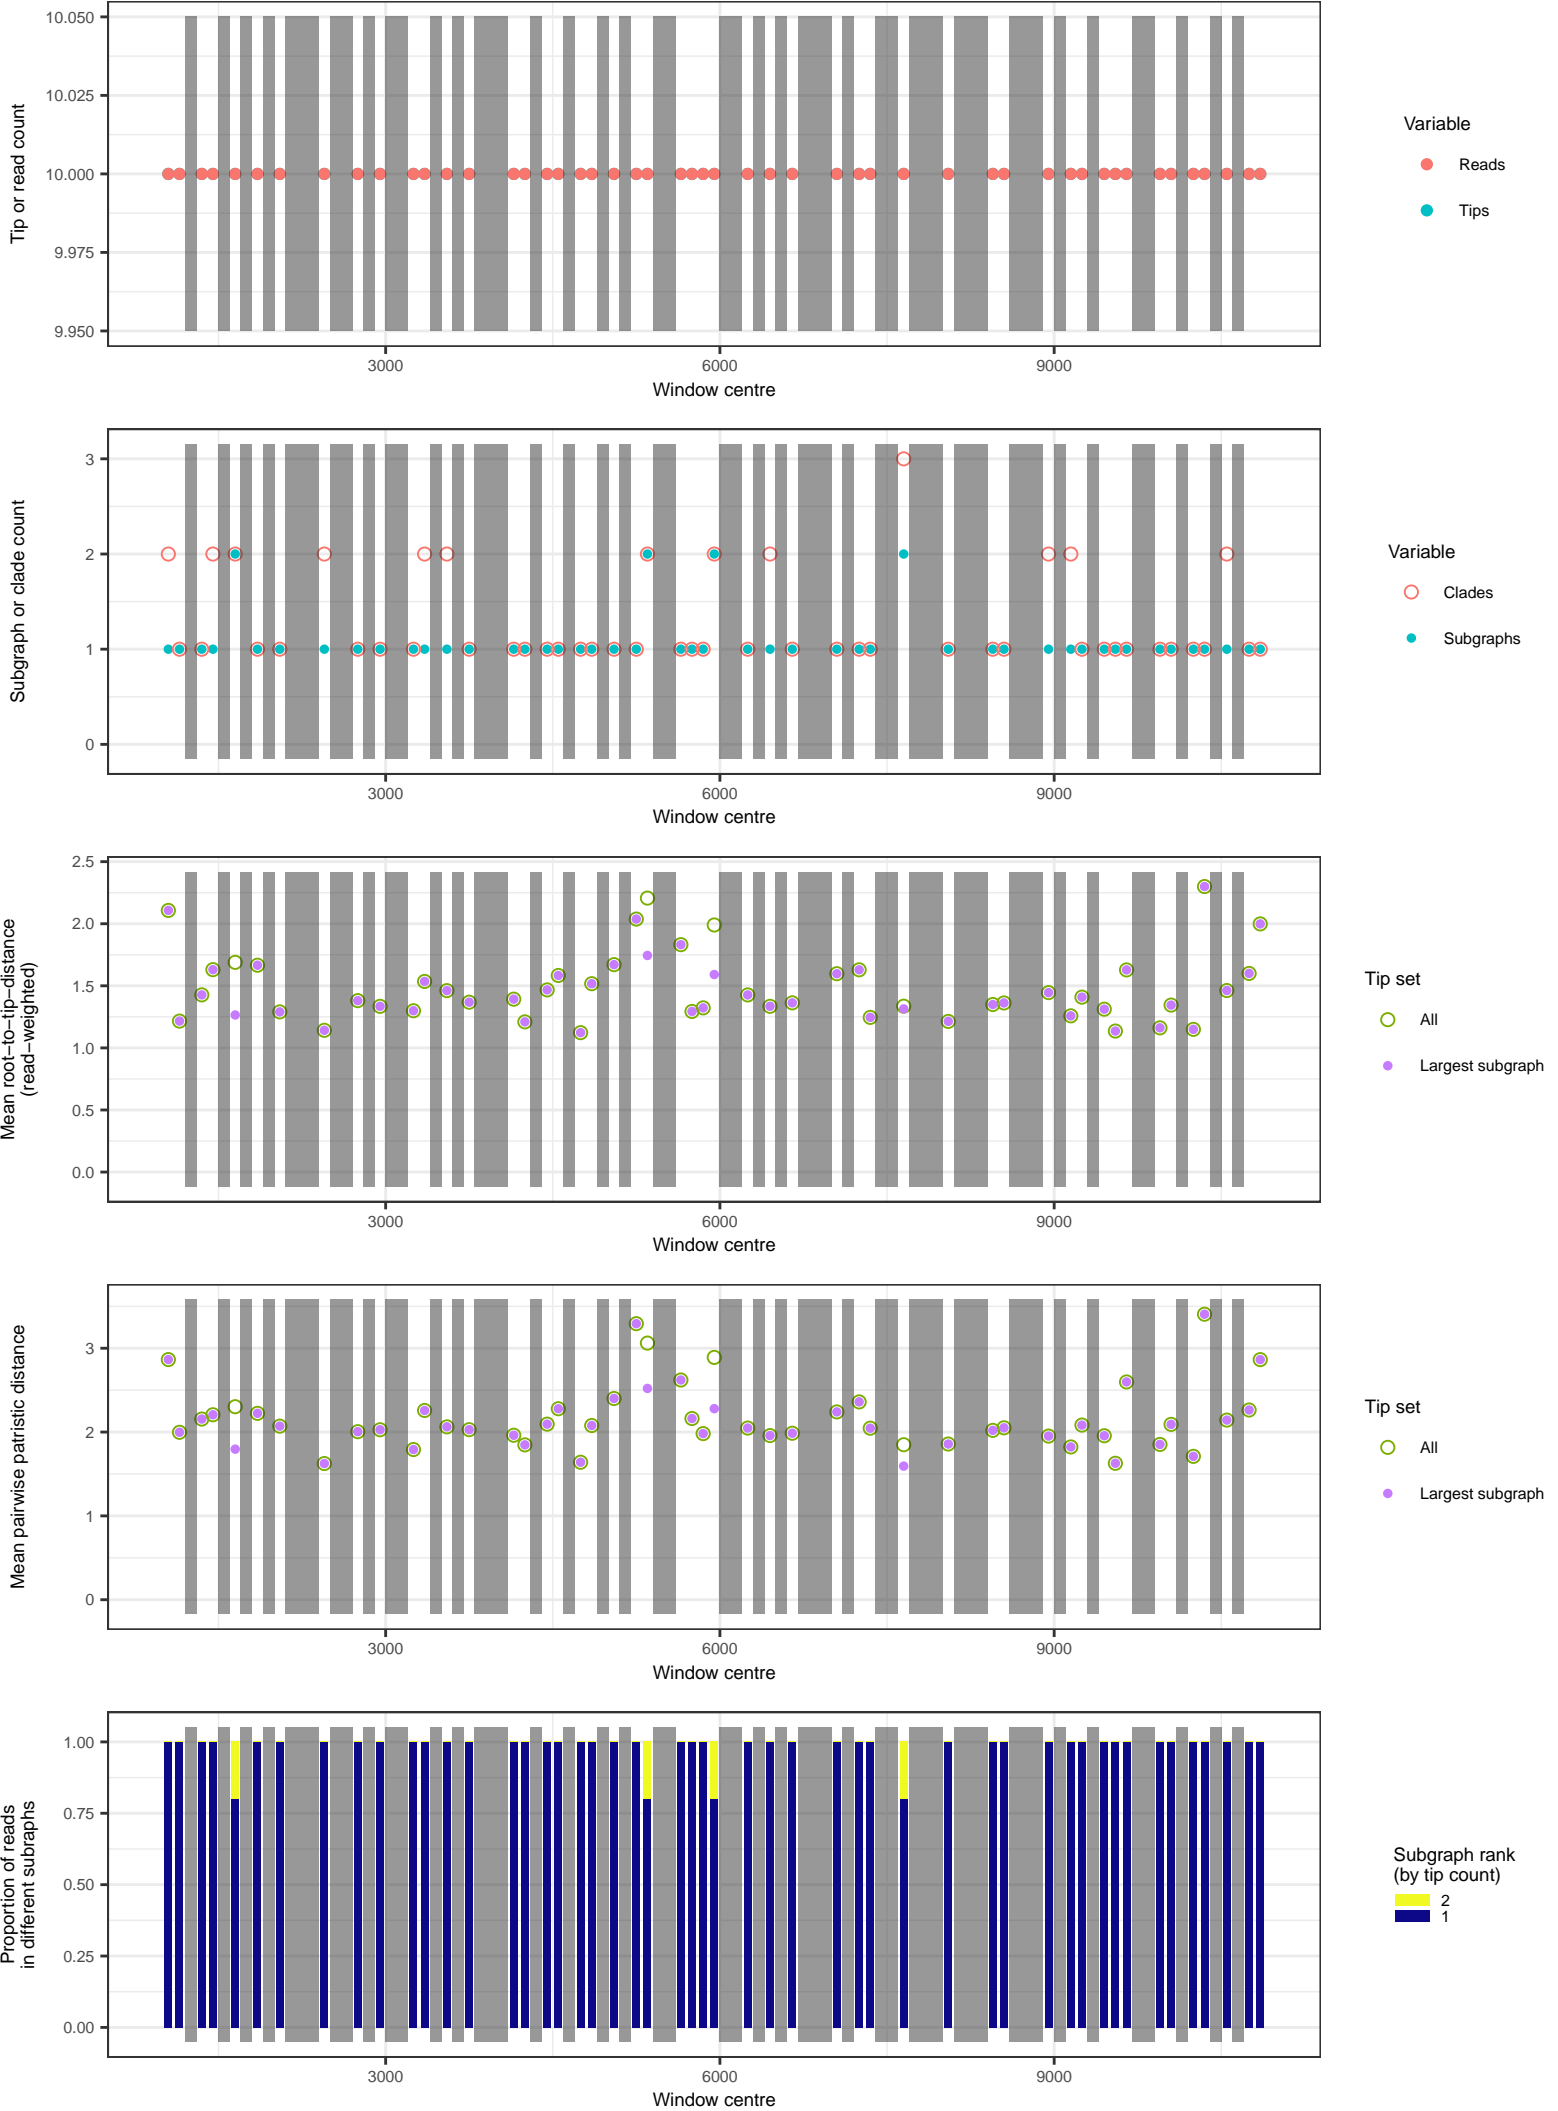 10.050
10.025
10.000
9.975
9.950
Tip or read count
3000 6000 9000
Window centre
Variable
Reads
Tips
3
2
1
0
Subgraph or clade count
3000 6000 9000
Window centre
Variable
Clades
Subgraphs
2.5
2.0
1.5
1.0
0.5
0.0
Mean root−to−tip−distance
(read−weighted)
3000 6000 9000
Window centre
Tip set
All
Largest subgraph
3
2
1
0
Mean pairwise patristic distance
3000 6000 9000
Window centre
Tip set
All
Largest subgraph
1.00
0.75
0.50
0.25
0.00
Proportion of reads
in different subraphs
3000 6000 9000
Window centre
Subgraph rank
(by tip count)
2
1